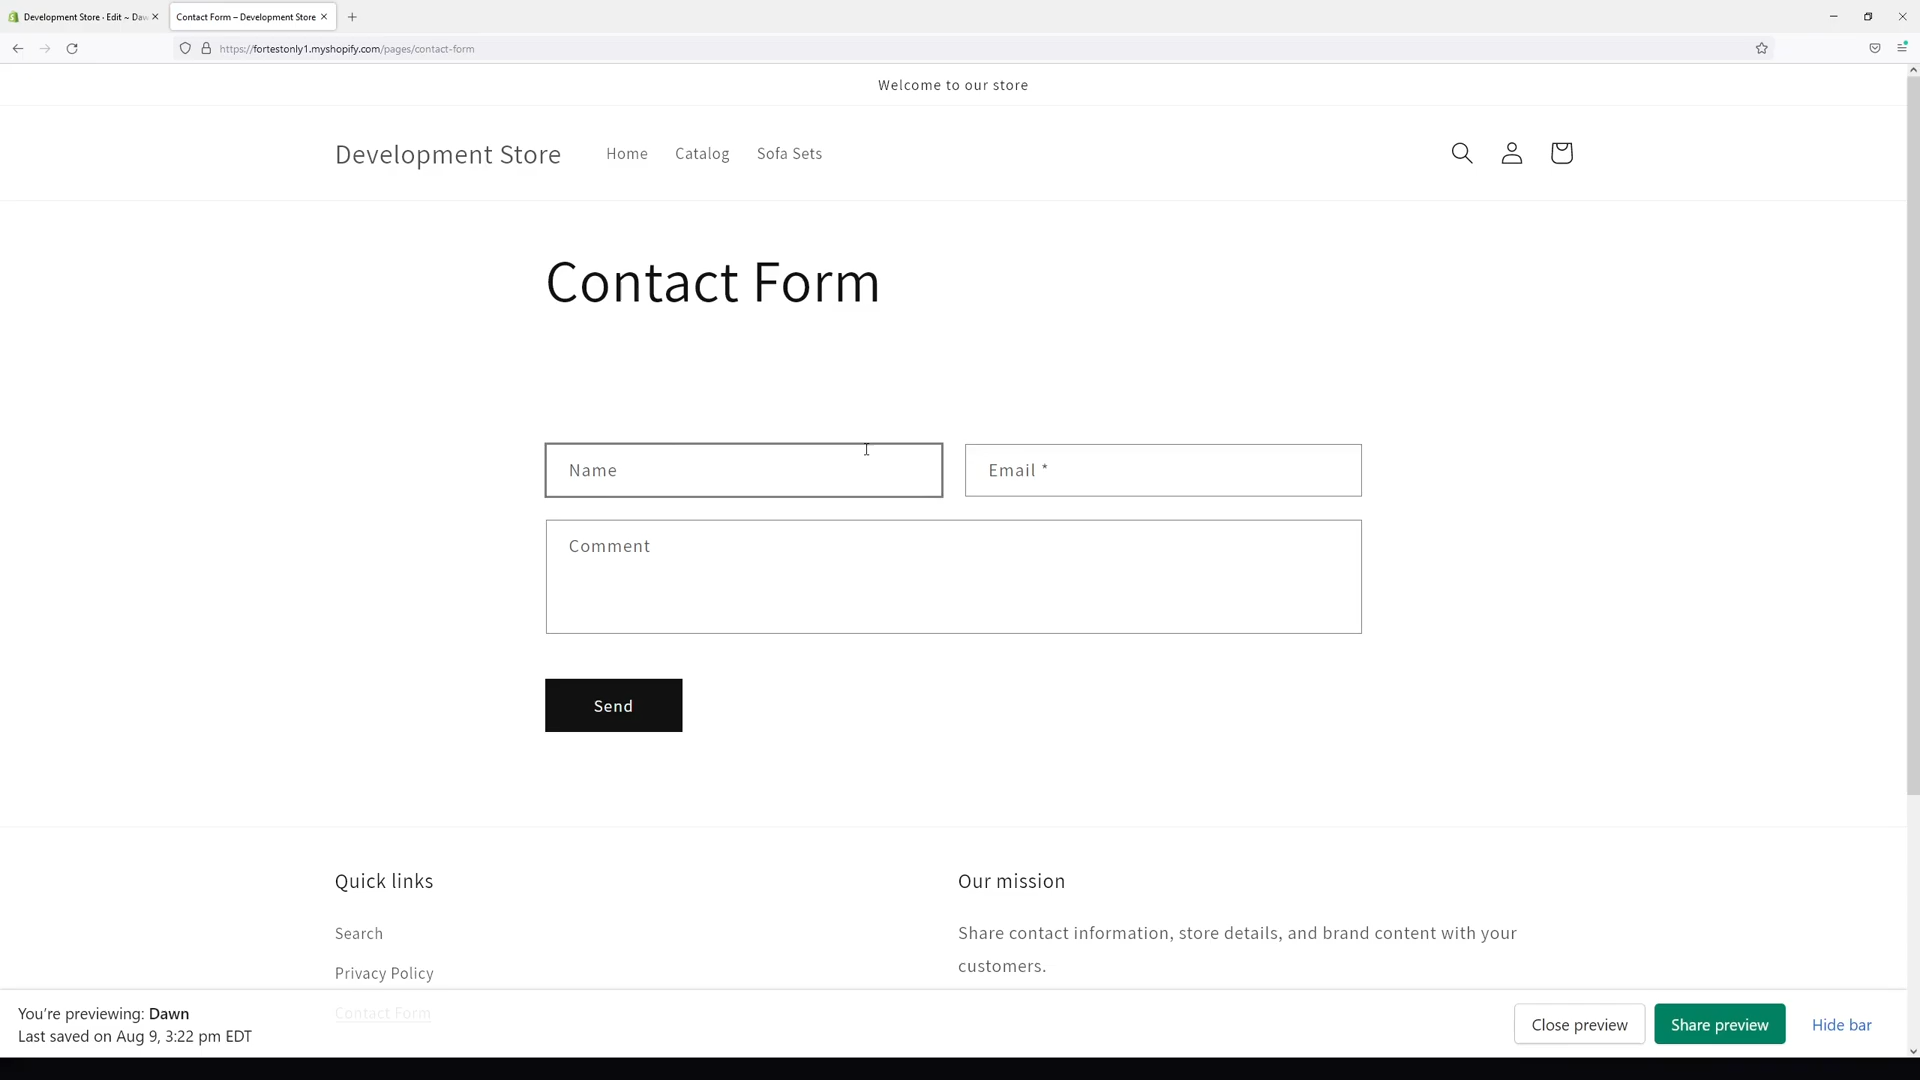 Development Store · Edit ~ Daw
Contact Form – Development Store
https://fortestonly1.myshopify.com/pages/contact-form
Welcome to our store
Development Store
Home
Catalog
Sofa Sets
Contact Form
Name
Email *
Comment
Send
Quick links
Our mission
Search
Share contact information, store details, and brand content with your
customers.
Privacy Policy
Contact Form
You're previewing: Dawn
Last saved on Aug 9, 3:22 pm EDT
Close preview
Share preview
Hide bar